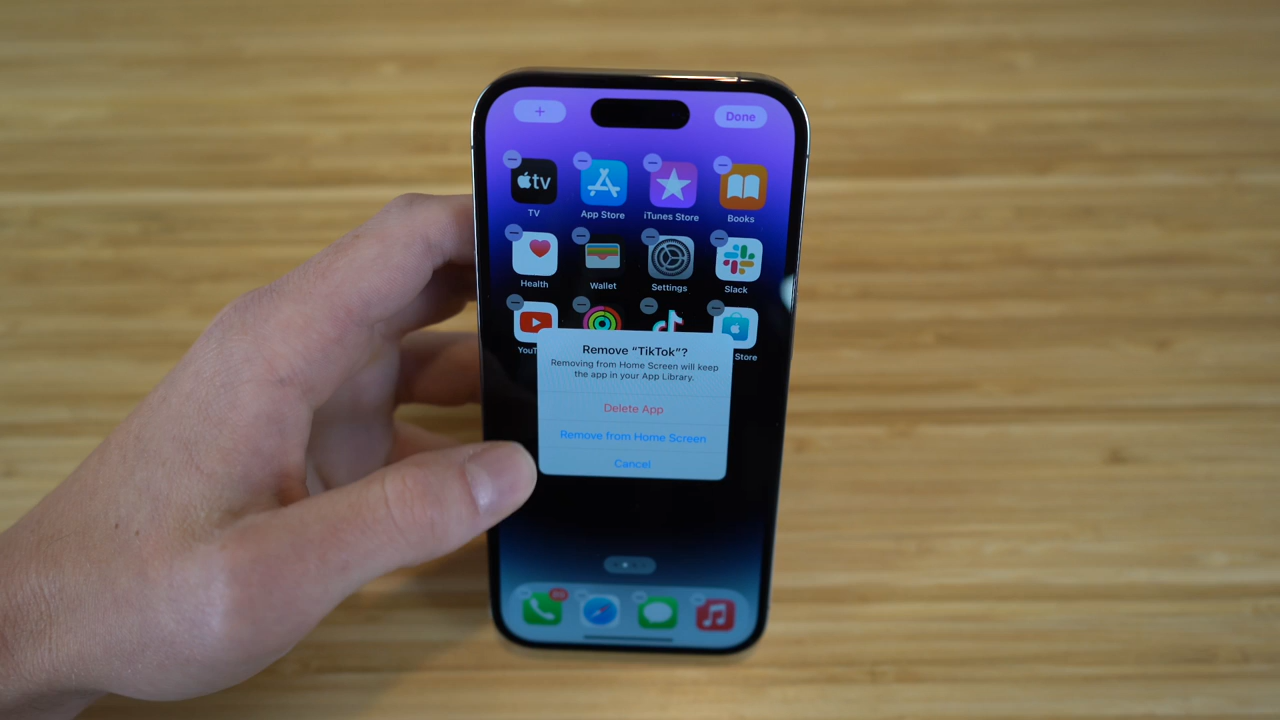 +
Done
tv
TV
App Store
iTunes Store
Books
Health
Wallet
Settings
Slack
Store
Remove “TikTok”?
Removing from Home Screen will keep
the app in your App Library.
Delete App
Remove from Home Screen
Cancel